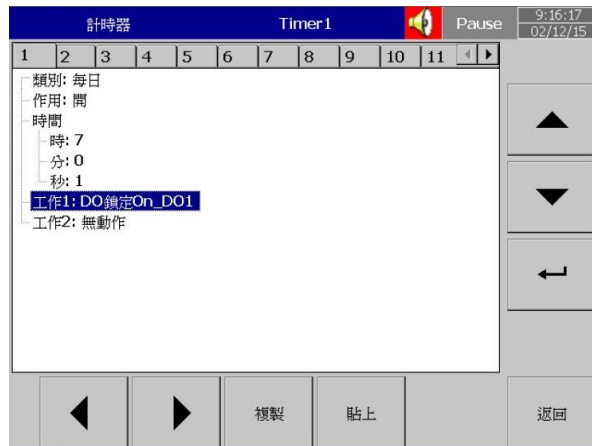 計時器 Timer1 Pause 9:16:17
02/12/15
1 2 3 4 5 6 7 8 9 10 11
類別: 每日
作用: 開
時間
時: 7
分: 0
秒: 1
工作1: DO鎖定On_DO1
工作2: 無動作
複製 貼上 返回